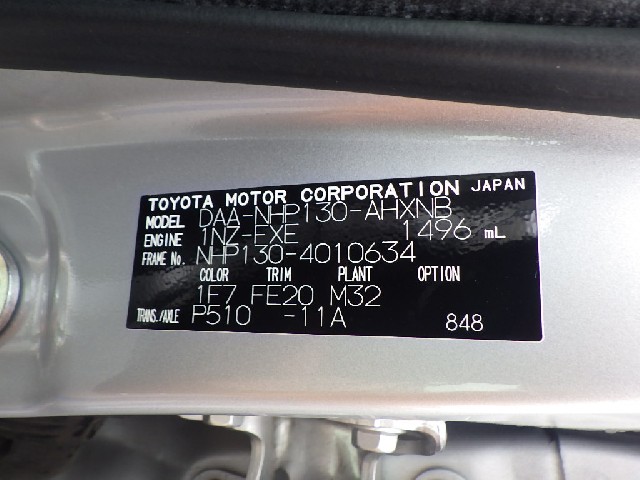 TOYOTA MOTOR CORPORATION JAPAN
MODEL DAA-NHP130-AHXNB
ENGINE 1NZ-FXE 1496 mL
FRAME No. NHP130-4010634
COLOR TRIM PLANT OPTION
1F7 FE20 M32
TRANS./AXLE P510 -11A 848